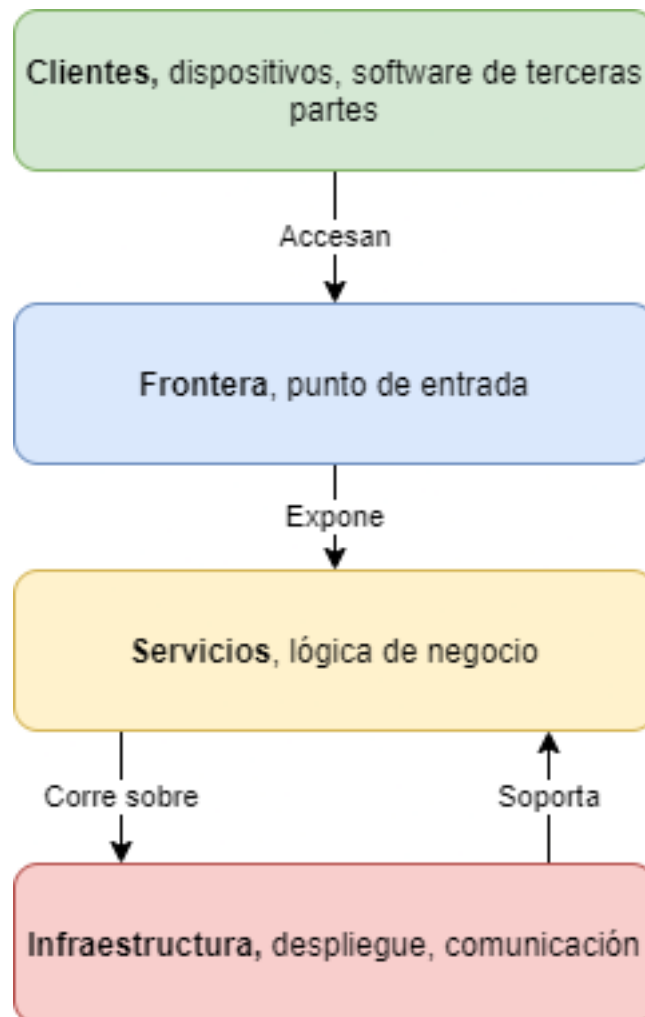 Clientes, dispositivos, software de terceras
partes
Accesan
Frontera, punto de entrada
Expone
Servicios, lógica de negocio
Corre sobre
Soporta
Infraestructura, despliegue, comunicación